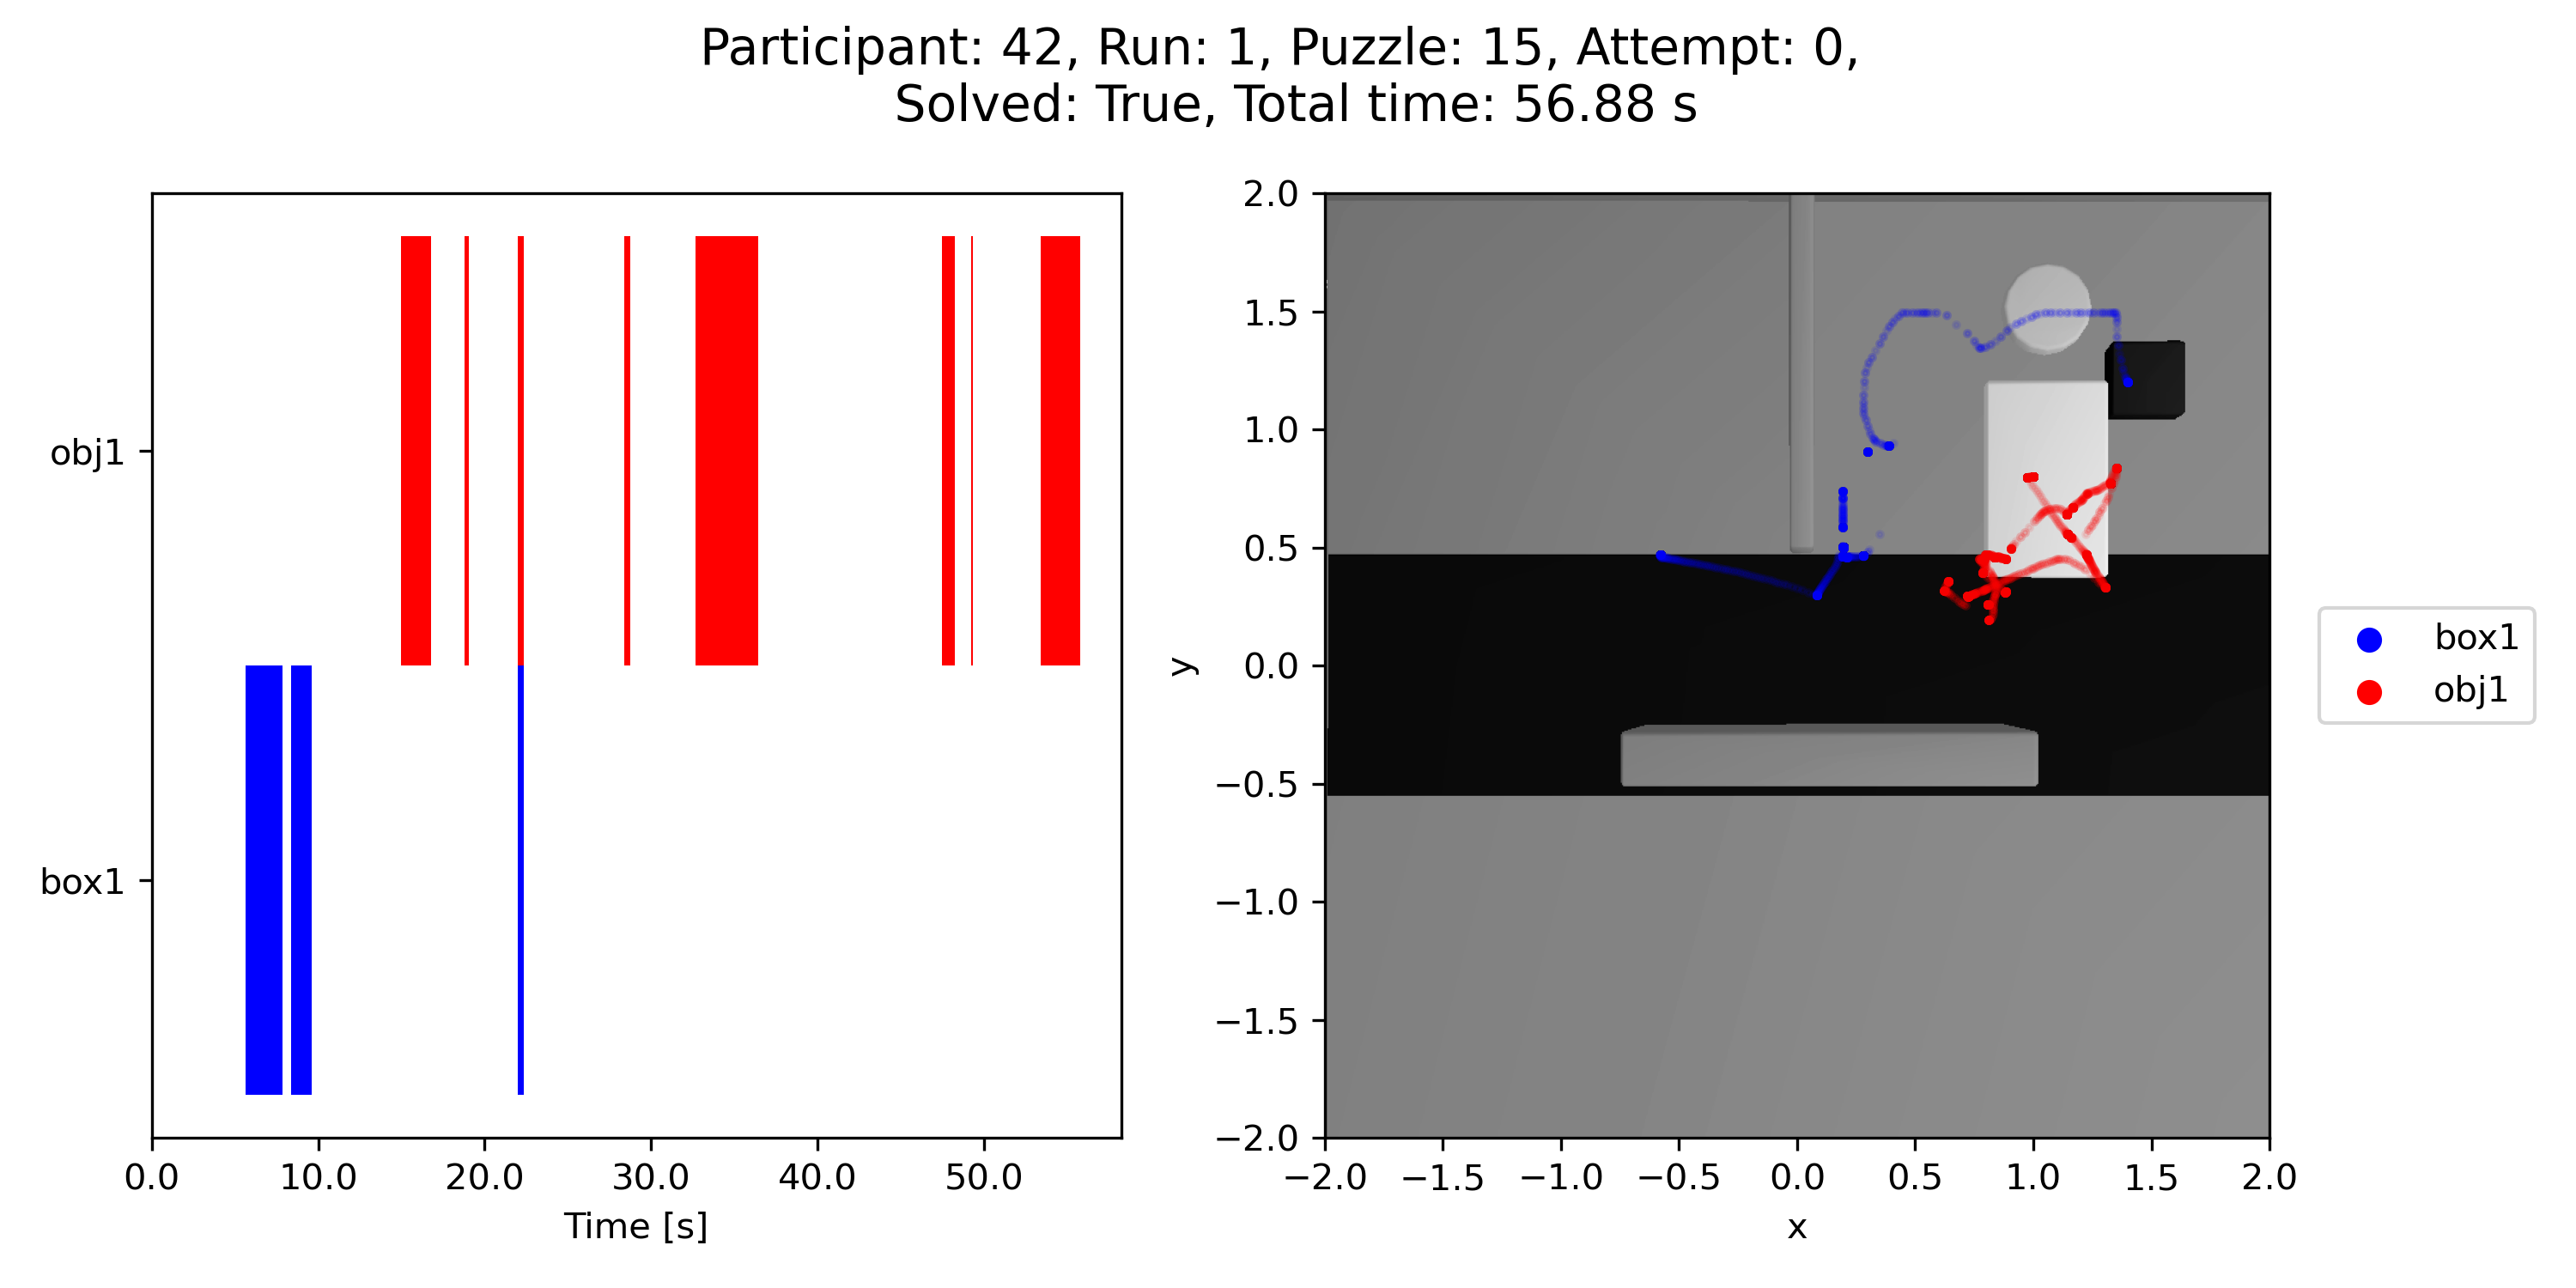 Participant: 42, Run: 1, Puzzle: 15, Attempt: 0,
Solved: True, Total time: 56.88 s
obj1
box1
0.0 10.0 20.0 30.0 40.0 50.0
Time [s]
2.0
1.5
1.0
0.5
0.0
−0.5
−1.0
−1.5
−2.0
y
−2.0 −1.5 −1.0 −0.5 0.0 0.5 1.0 1.5 2.0
x
box1
obj1